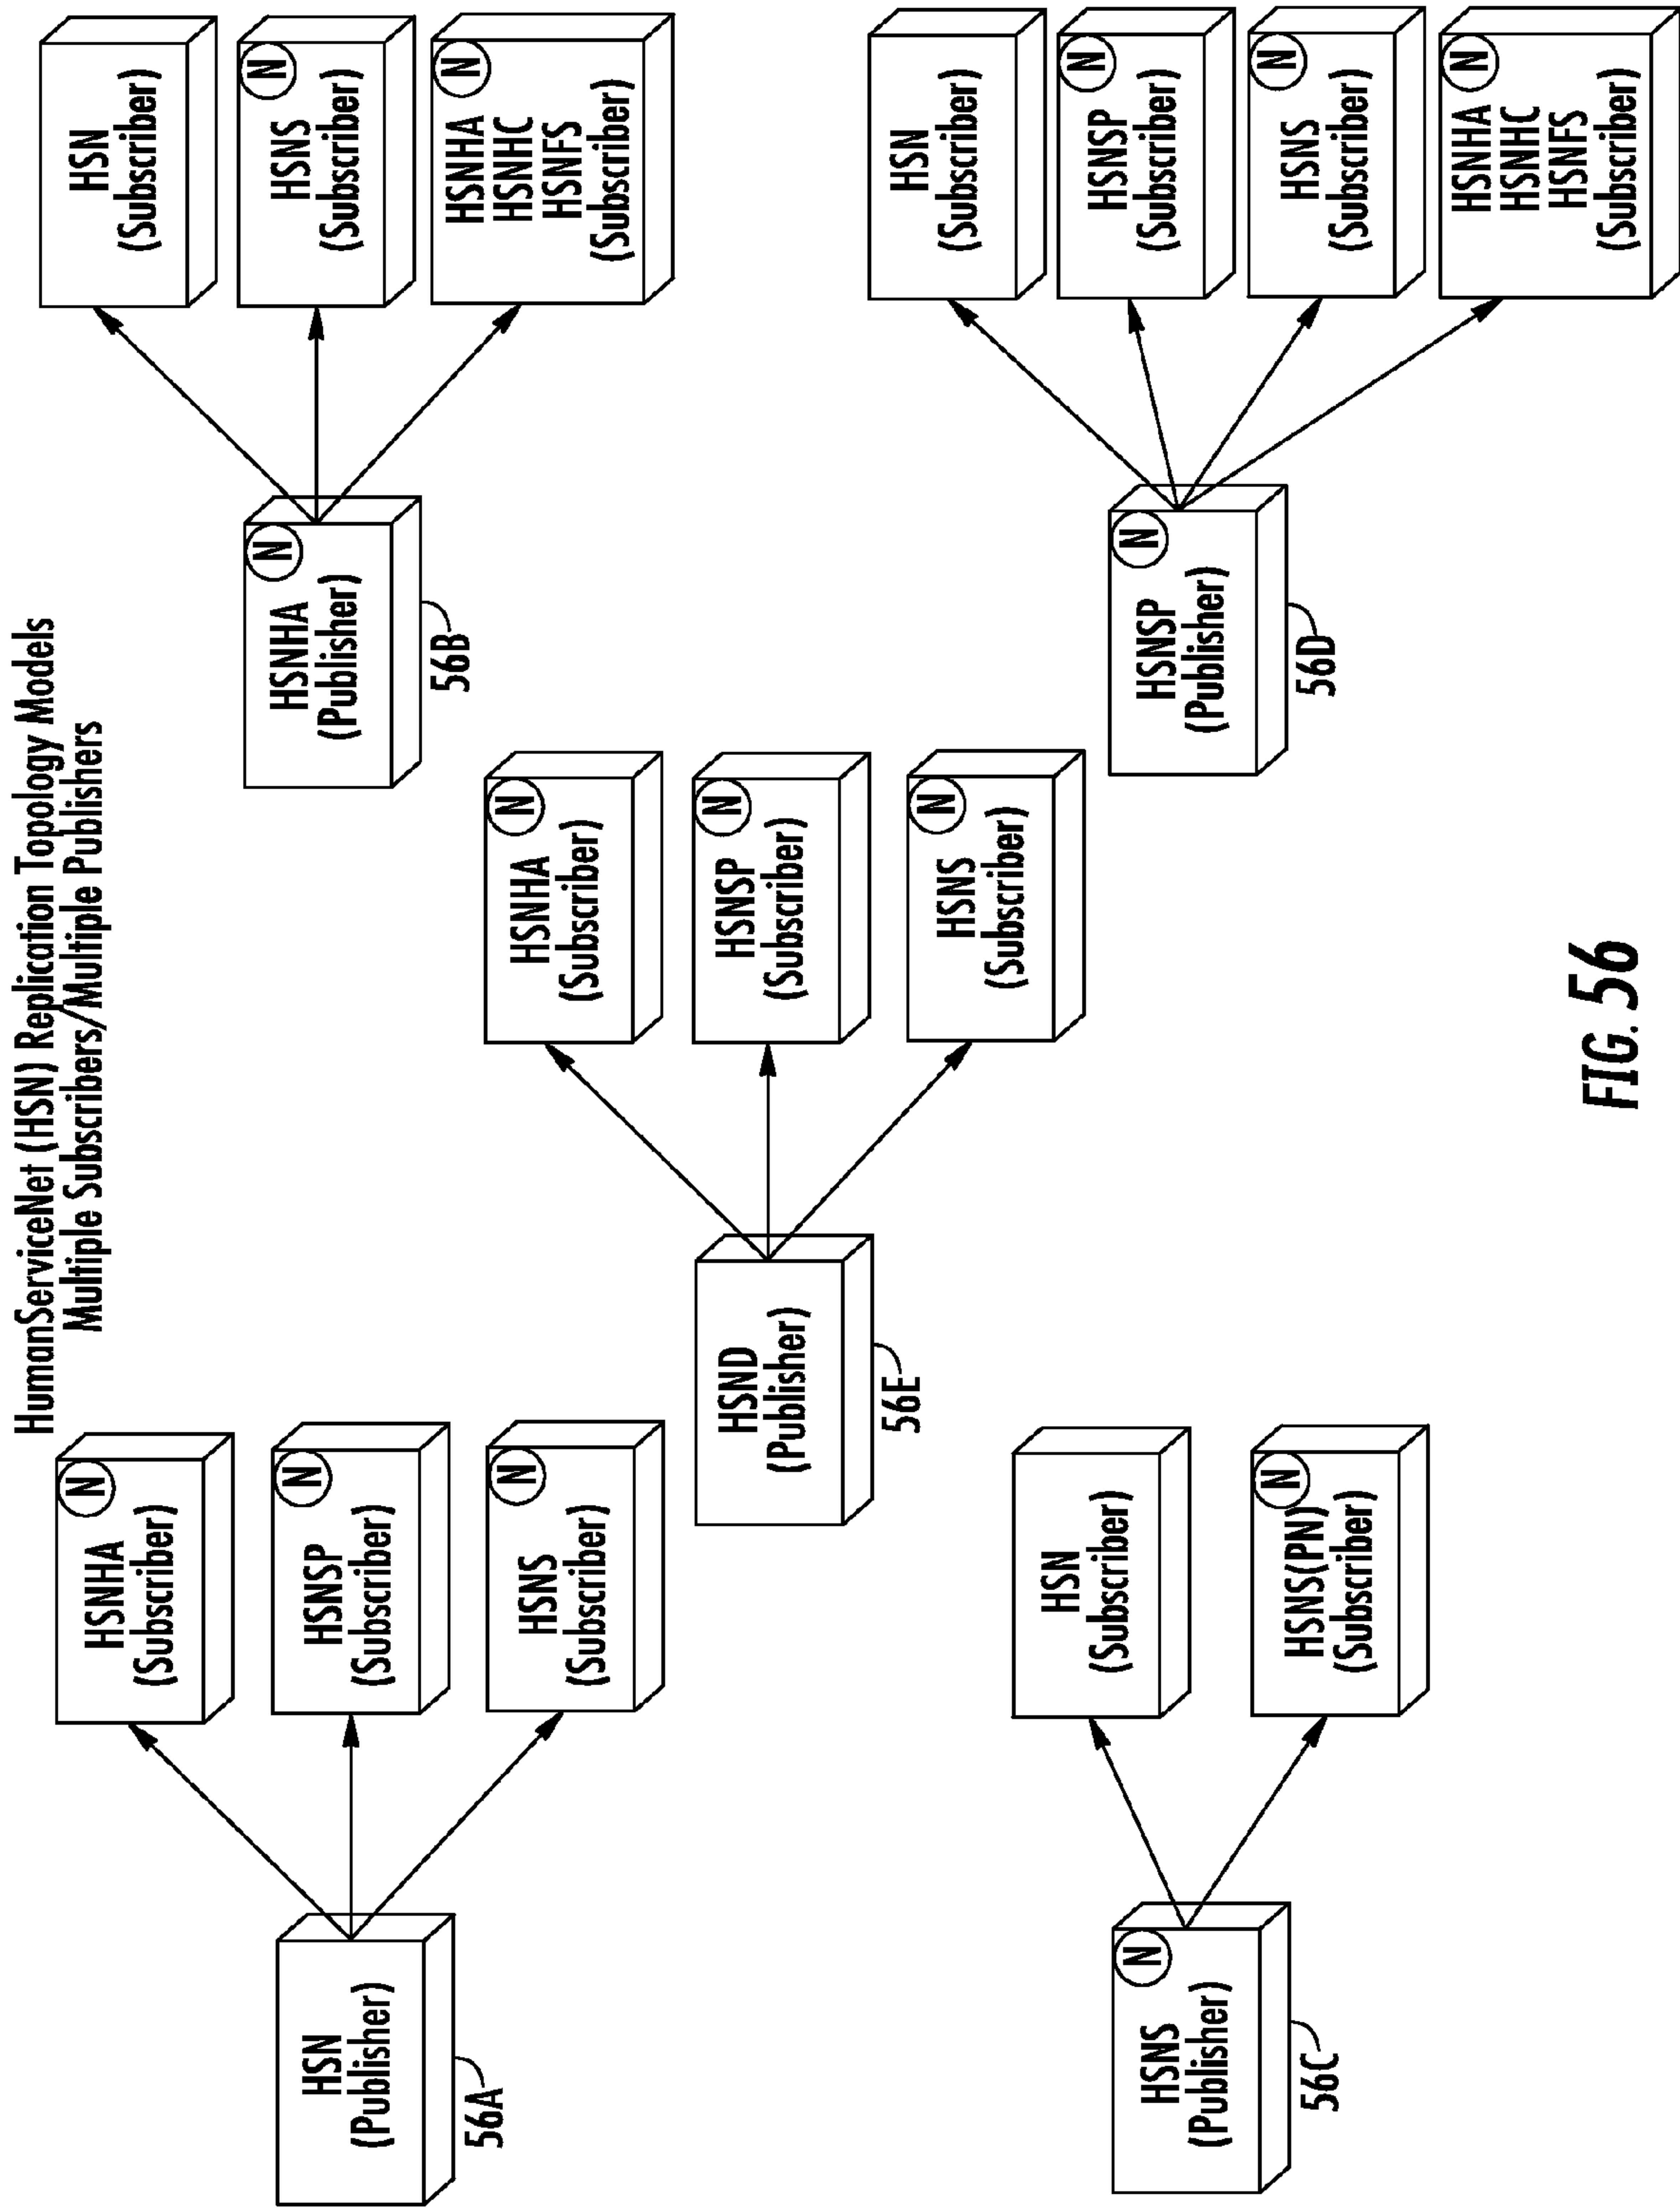 HumanServiceNet (HSN) Replication Topology Models
Multiple Subscribers/Multiple Publishers
HSN
(Publisher)
56A
HSNHA
(Subscriber)
N
HSNSP
(Subscriber)
N
HSNS
(Subscriber)
N
HSNHA
(Publisher)
N
56B
HSN
(Subscriber)
HSNS
(Subscriber)
N
HSNHA
HSNHC
HSNFS
(Subscriber)
N
HSND
(Publisher)
56E
HSNHA
(Subscriber)
N
HSNSP
(Subscriber)
N
HSNS
(Subscriber)
N
HSNS
(Publisher)
N
56C
HSN
(Subscriber)
HSNS(PN)
(Subscriber)
N
HSNSP
(Publisher)
N
56D
HSN
(Subscriber)
HSNSP
(Subscriber)
N
HSNS
(Subscriber)
N
HSNHA
HSNHC
HSNFS
(Subscriber)
N
FIG. 56